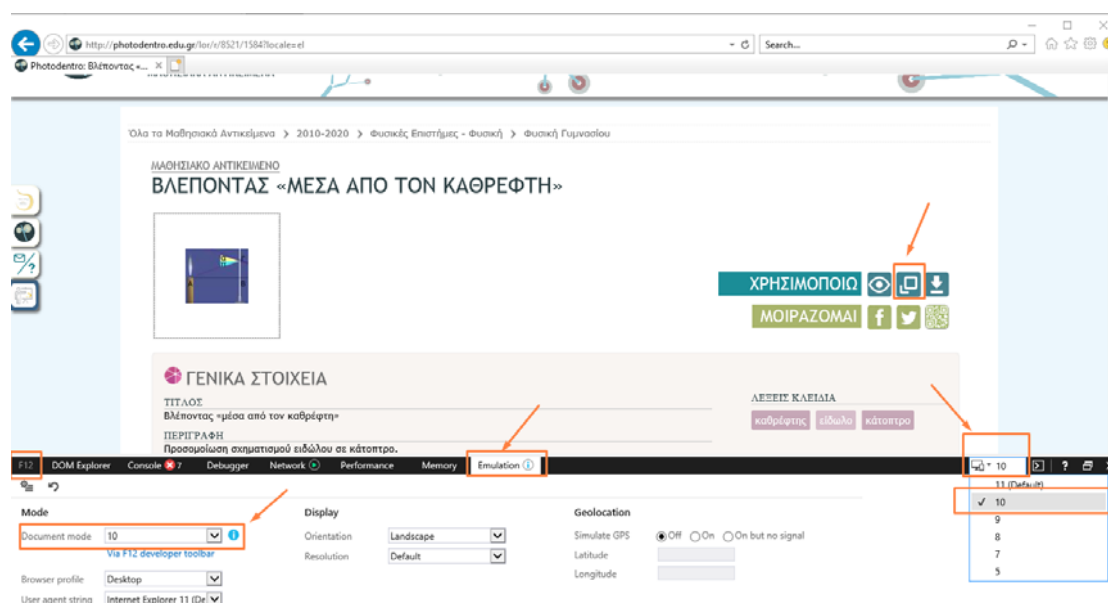 http://photodentro.edu.gr/lor/r/8521/1584?locale=el
Search...
Photodentro: Βλέποντας «...
Όλα τα Μαθησιακά Αντικείμενα > 2010-2020 > Φυσικές Επιστήμες - Φυσική > Φυσική Γυμνασίου
ΜΑΘΗΣΙΑΚΟ ΑΝΤΙΚΕΙΜΕΝΟ
ΒΛΕΠΟΝΤΑΣ «ΜΕΣΑ ΑΠΟ ΤΟΝ ΚΑΘΡΕΦΤΗ»
ΧΡΗΣΙΜΟΠΟΙΩ
ΜΟΙΡΑΖΟΜΑΙ
ΓΕΝΙΚΑ ΣΤΟΙΧΕΙΑ
ΤΙΤΛΟΣ
Βλέποντας «μέσα από τον καθρέφτη»
ΠΕΡΙΓΡΑΦΗ
Προσομοίωση σχηματισμού ειδώλου σε κάτοπτρο.
ΛΕΞΕΙΣ ΚΛΕΙΔΙΑ
καθρέφτης είδωλο κάτοπτρο
F12 DOM Explorer Console 7 Debugger Network Performance Memory Emulation 10 ?
11 (Default)
10
9
8
7
5
Mode
Document mode 10
Via F12 developer toolbar
Browser profile Desktop
User agent string Internet Explorer 11 (De
Display
Orientation Landscape
Resolution Default
Geolocation
Simulate GPS Off On On but no signal
Latitude
Longitude